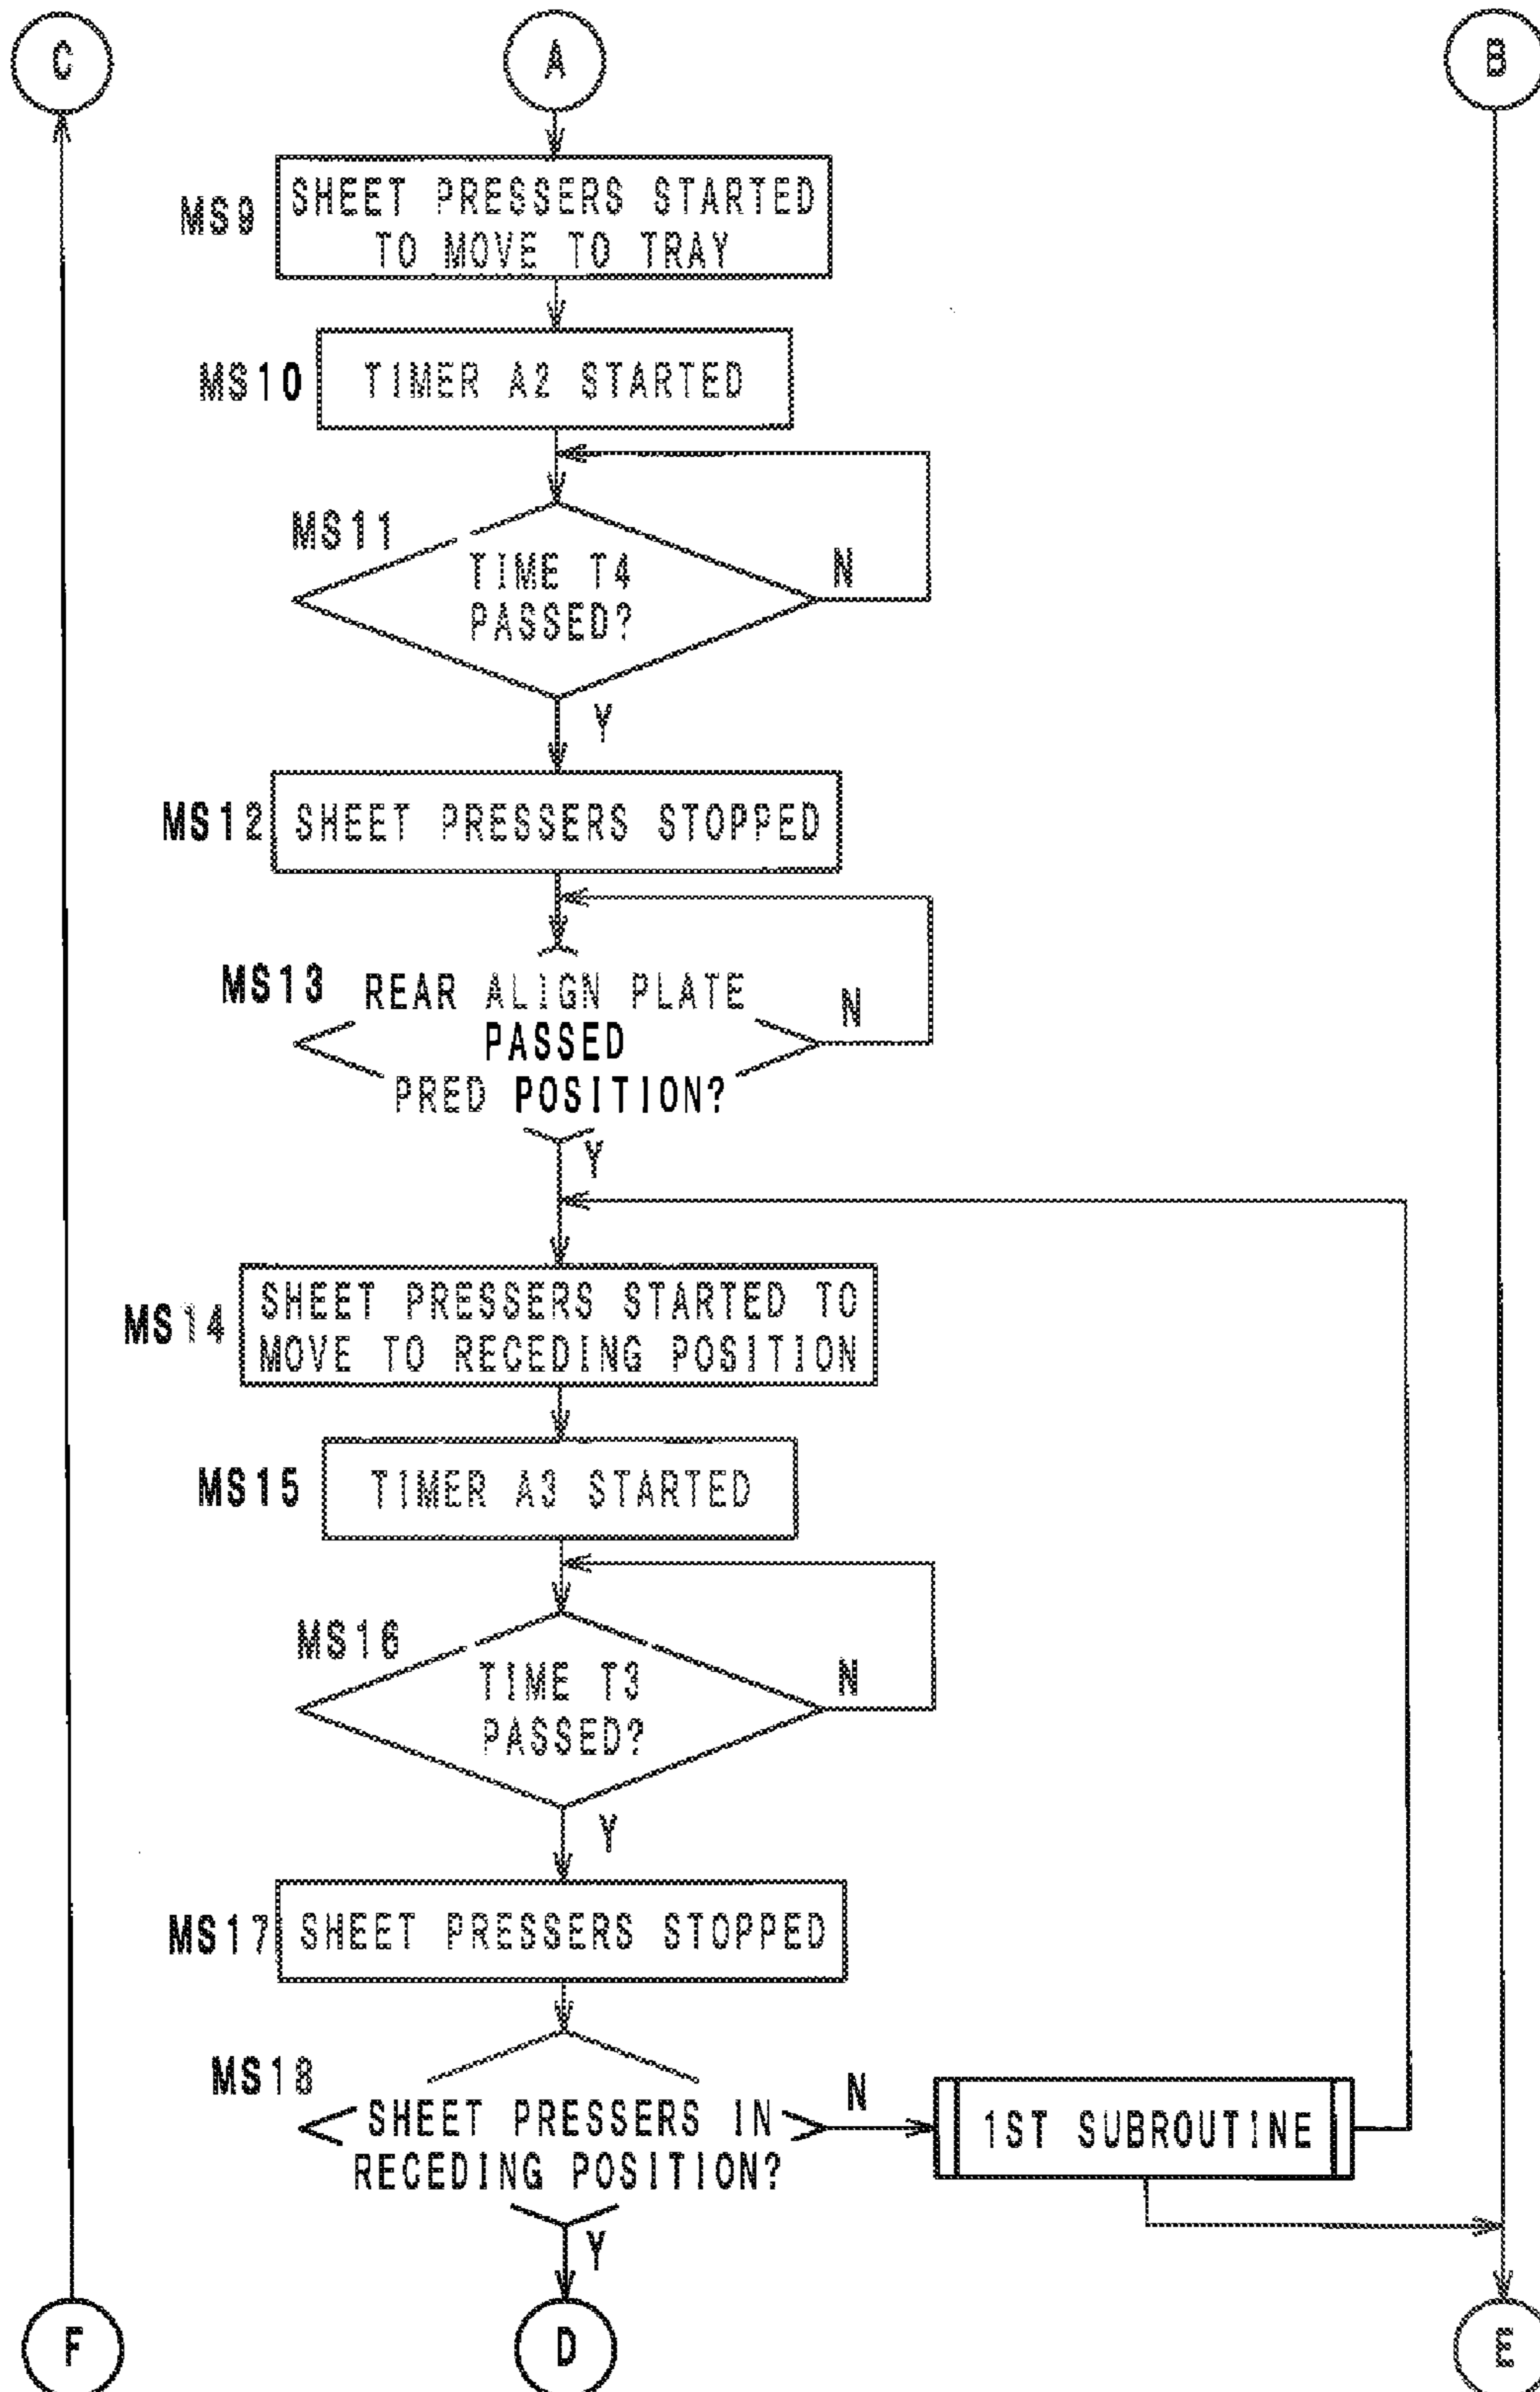 C
A
B
MS9
SHEET PRESSERS STARTED
TO MOVE TO TRAY
MS10
TIMER A2 STARTED
MS11
TIME T4
PASSED?
N
Y
MS12
SHEET PRESSERS STOPPED
MS13
REAR ALIGN PLATE
PASSED
PRED POSITION?
N
Y
MS14
SHEET PRESSERS STARTED TO
MOVE TO RECEDING POSITION
MS15
TIMER A3 STARTED
MS16
TIME T3
PASSED?
N
Y
MS17
SHEET PRESSERS STOPPED
MS18
SHEET PRESSERS IN
RECEDING POSITION?
N
1ST SUBROUTINE
Y
F
D
E